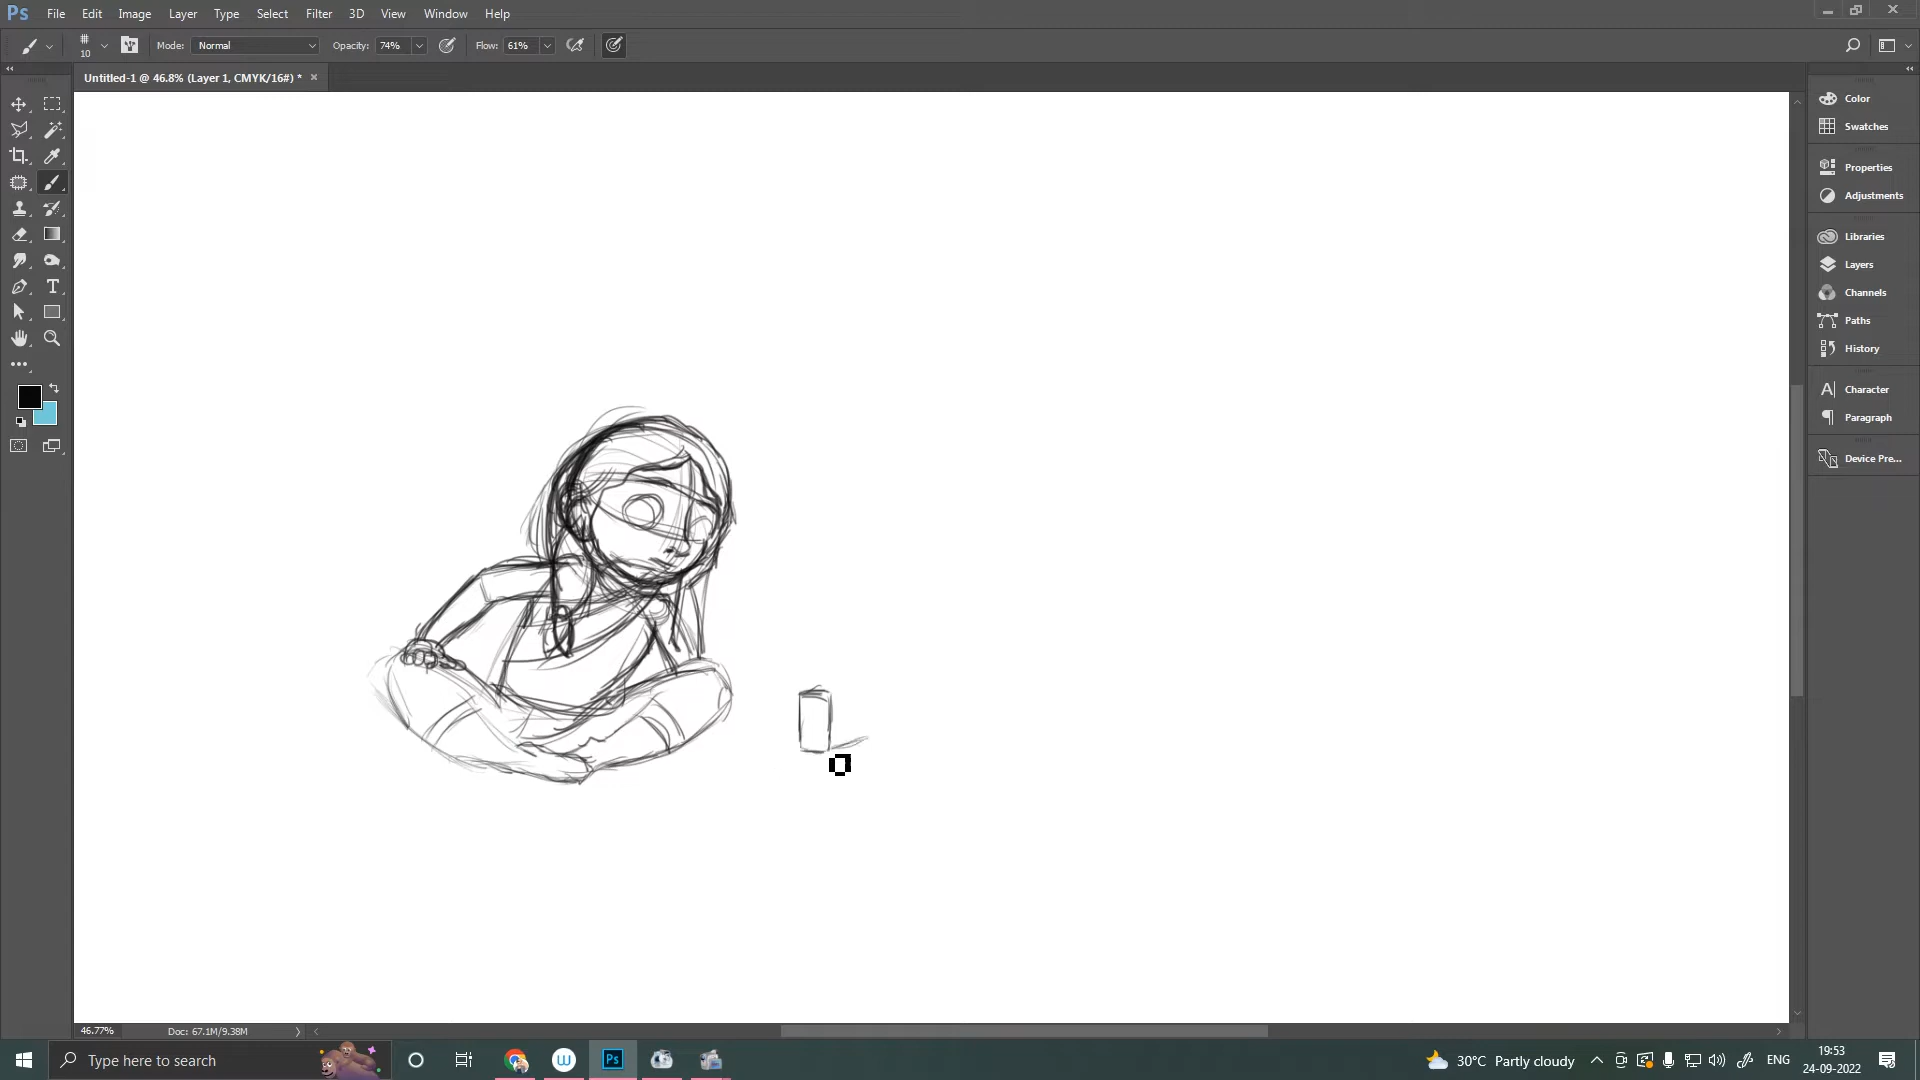 Ps File Edit Image Layer Type Select Filter 3D View Window Help
10 Mode: Normal Opacity: 74% Flow: 61%
Untitled-1 @ 46.8% (Layer 1, CMYK/16#) * ×
Color
Swatches
Properties
Adjustments
Libraries
Layers
Channels
Paths
History
Character
Paragraph
Device Pre...
46.77% Doc: 67.1M/9.38M
Type here to search
Ps
30°C Partly cloudy
ENG
19:53
24-09-2022